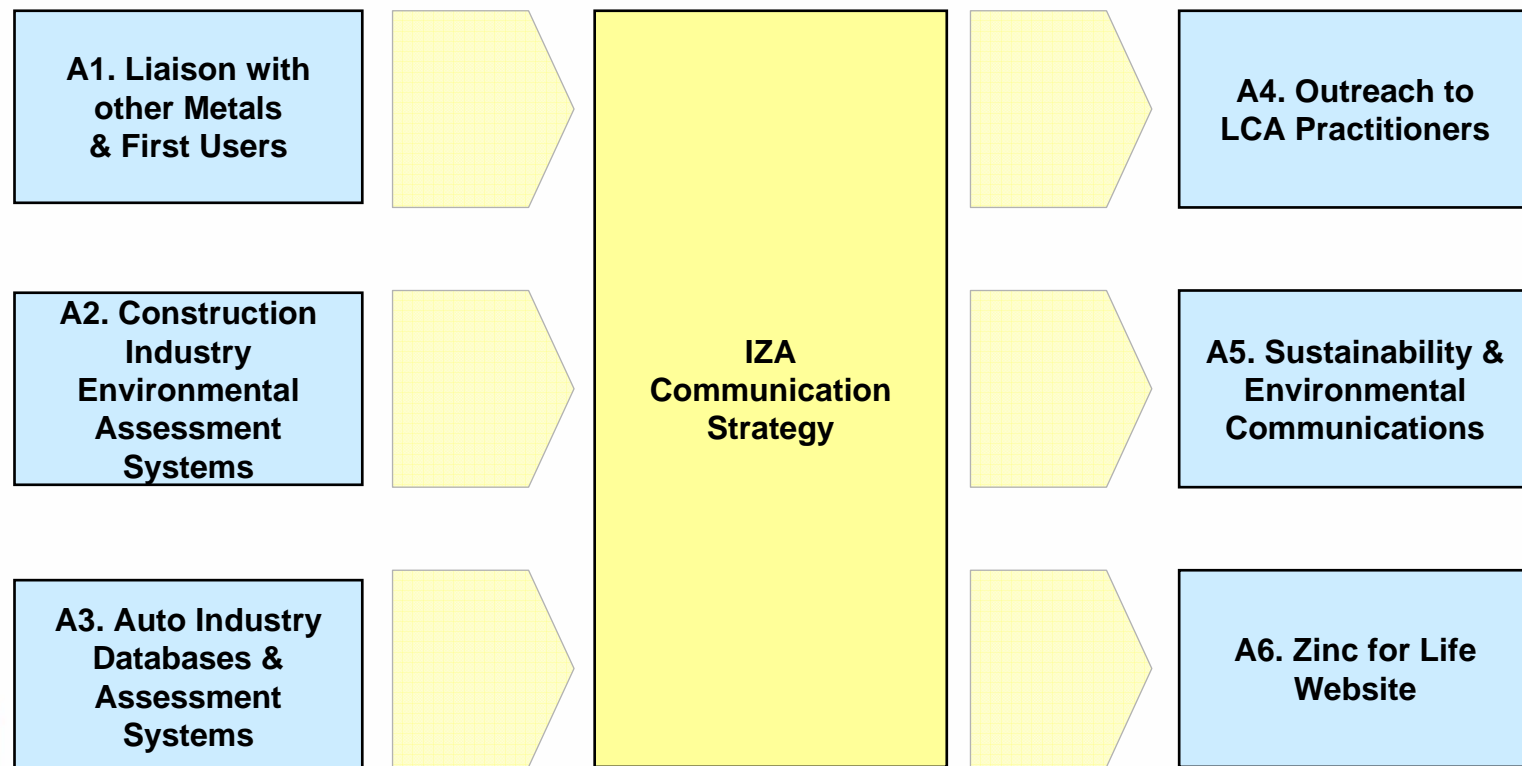 A1. Liaison with
other Metals
& First Users
A2. Construction
Industry
Environmental
Assessment
Systems
A3. Auto Industry
Databases &
Assessment
Systems
IZA
Communication
Strategy
A4. Outreach to
LCA Practitioners
A5. Sustainability &
Environmental
Communications
A6. Zinc for Life
Website